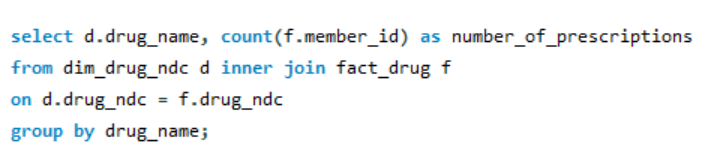 select d.drug_name, count(f.member_id) as number_of_prescriptions
from dim_drug_ndc d inner join fact_drug f
on d.drug_ndc = f.drug_ndc
group by drug_name;